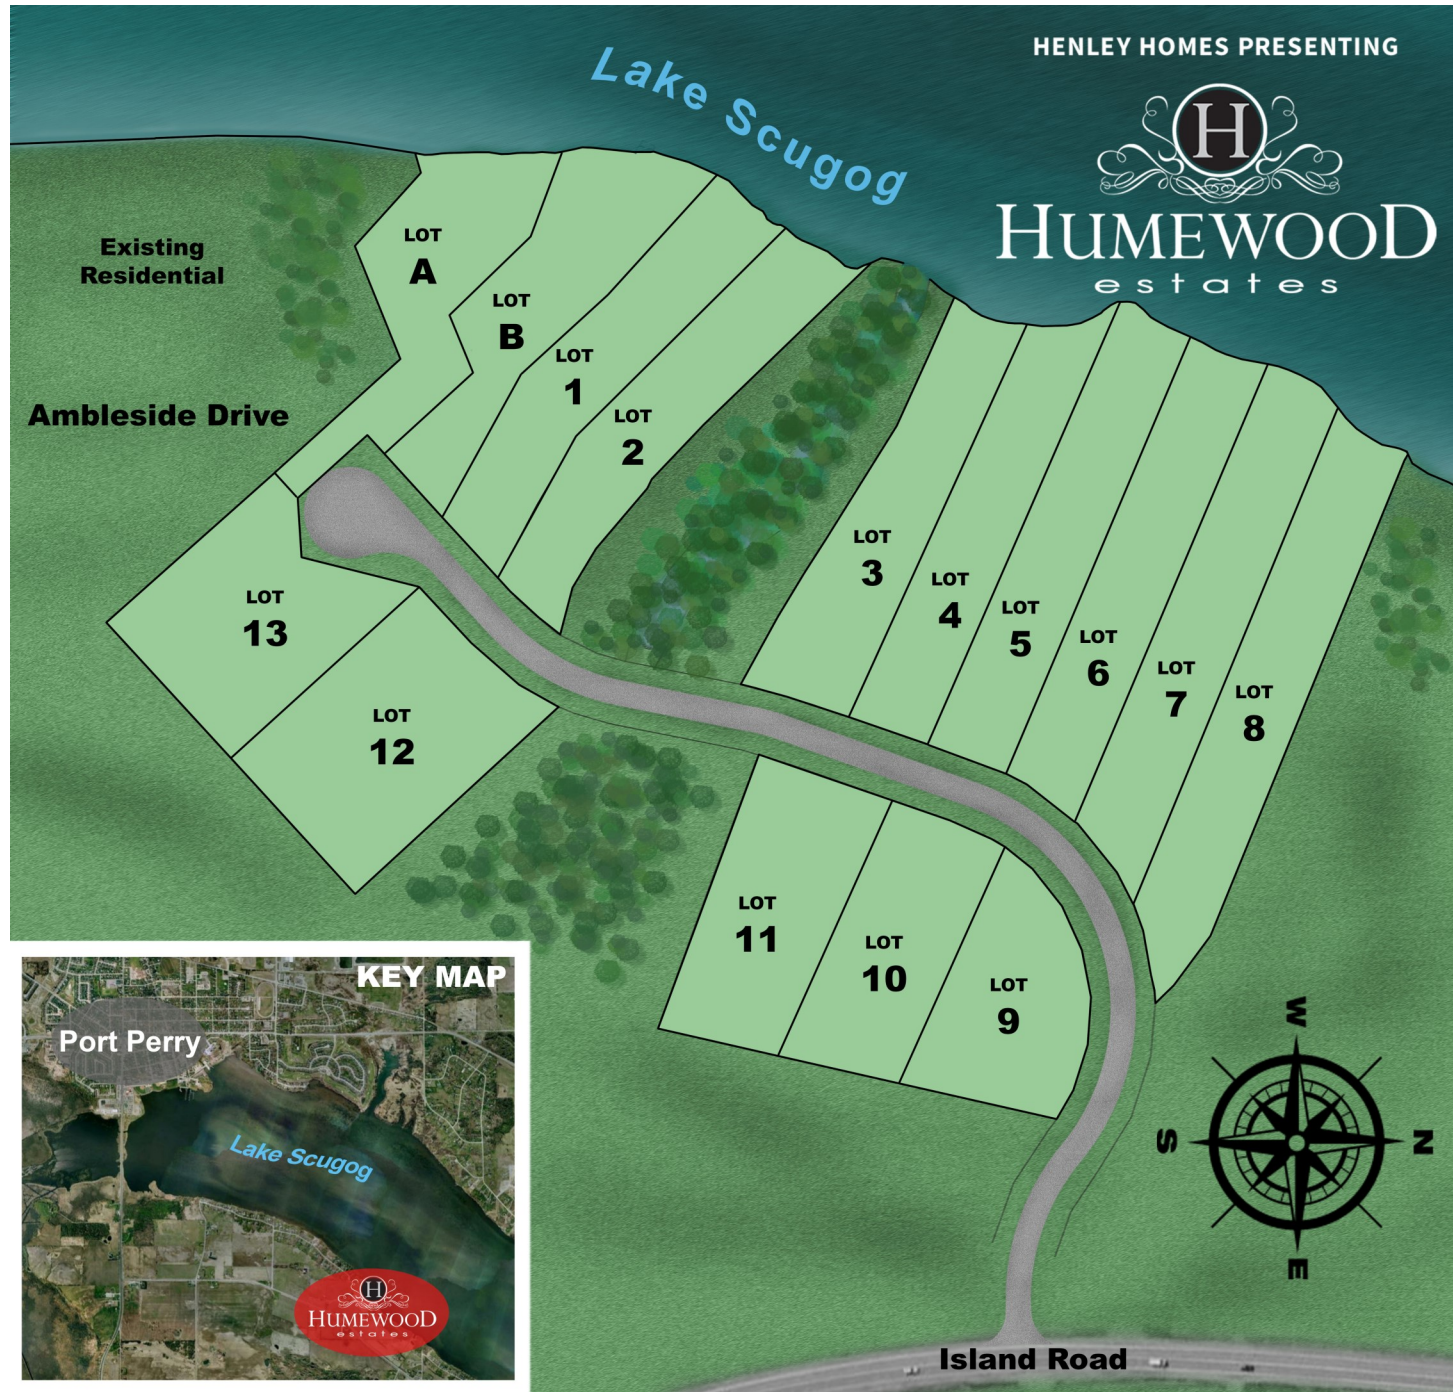 HENLEY HOMES PRESENTING
H
HUMEWOOD
estates
Lake Scugog
Existing
Residential
Ambleside Drive
LOT
A
LOT
B
LOT
1
LOT
2
LOT
3
LOT
4
LOT
5
LOT
6
LOT
7
LOT
8
LOT
13
LOT
12
LOT
11
LOT
10
LOT
9
KEY MAP
Port Perry
Lake Scugog
H
HUMEWOOD
estates
W
S
N
E
Island Road